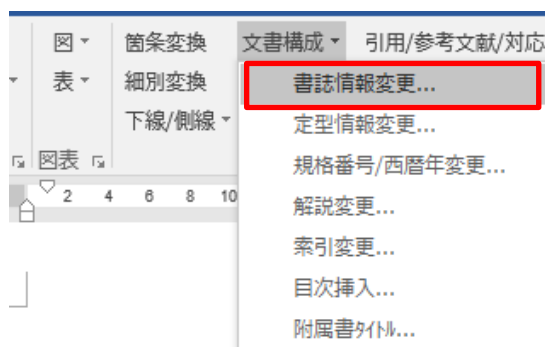 図 箇条変換 文書構成 引用/参考文献/対応
表 細別変換 書誌情報変更...
下線/側線 定型情報変更...
図表 規格番号/西暦年変更...
2 4 6 8 10
解説変更...
索引変更...
目次挿入...
附属書ﾀｲﾄﾙ...